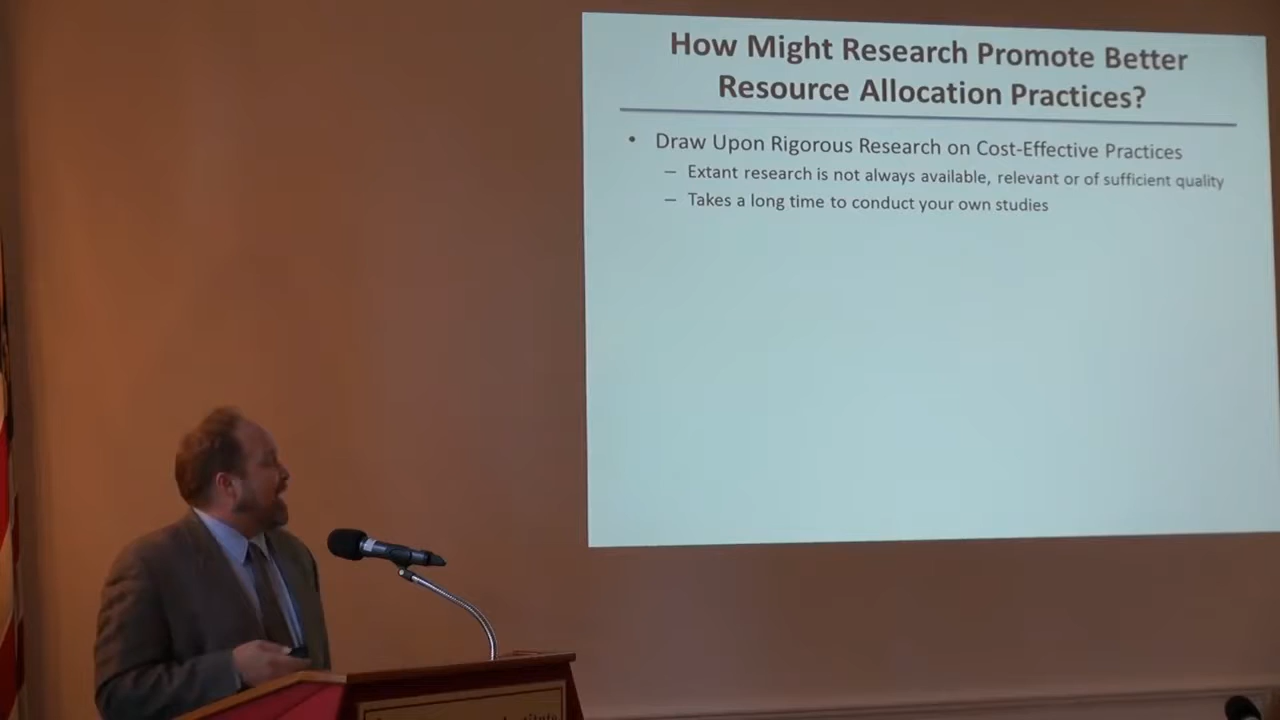 How Might Research Promote Better
Resource Allocation Practices?
• Draw Upon Rigorous Research on Cost-Effective Practices
– Extant research is not always available, relevant or of sufficient quality
– Takes a long time to conduct your own studies